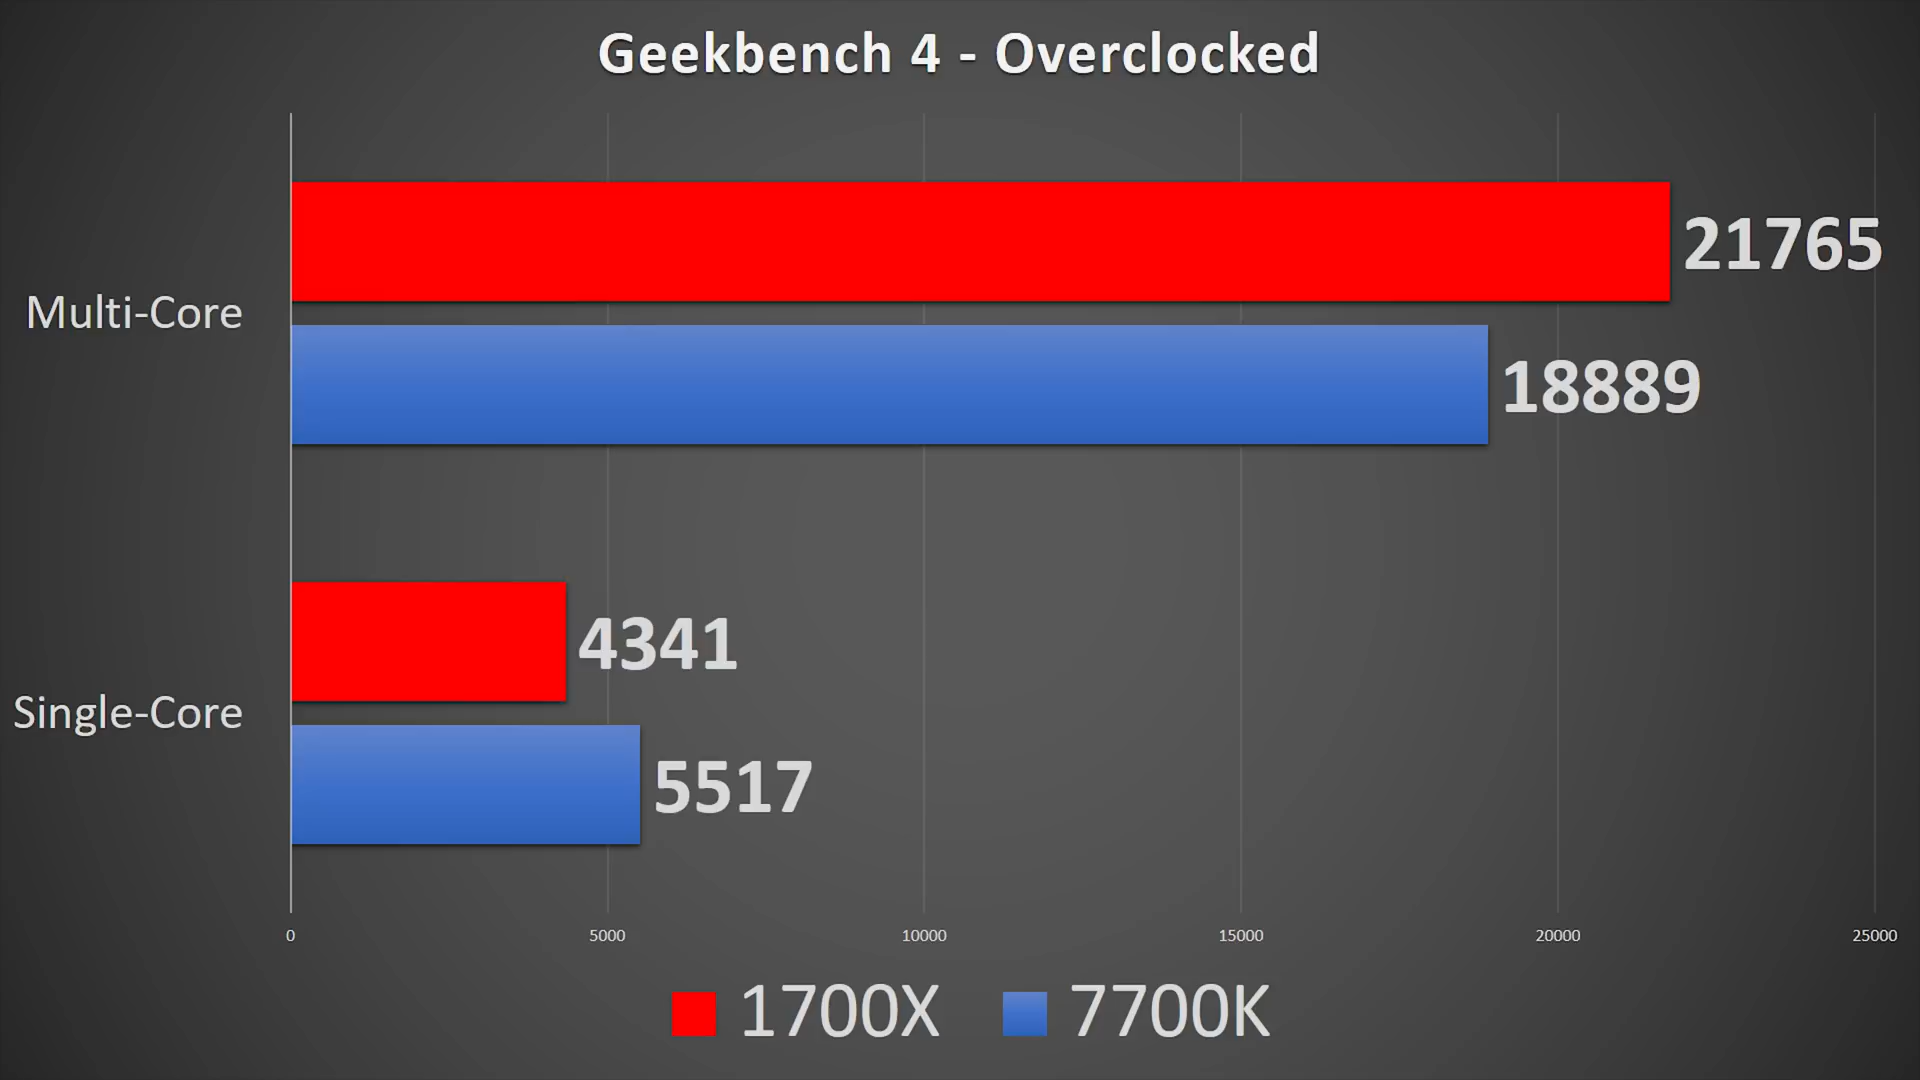 Geekbench 4 - Overclocked
Multi-Core
21765
18889
Single-Core
4341
5517
0 5000 10000 15000 20000 25000
1700X 7700K